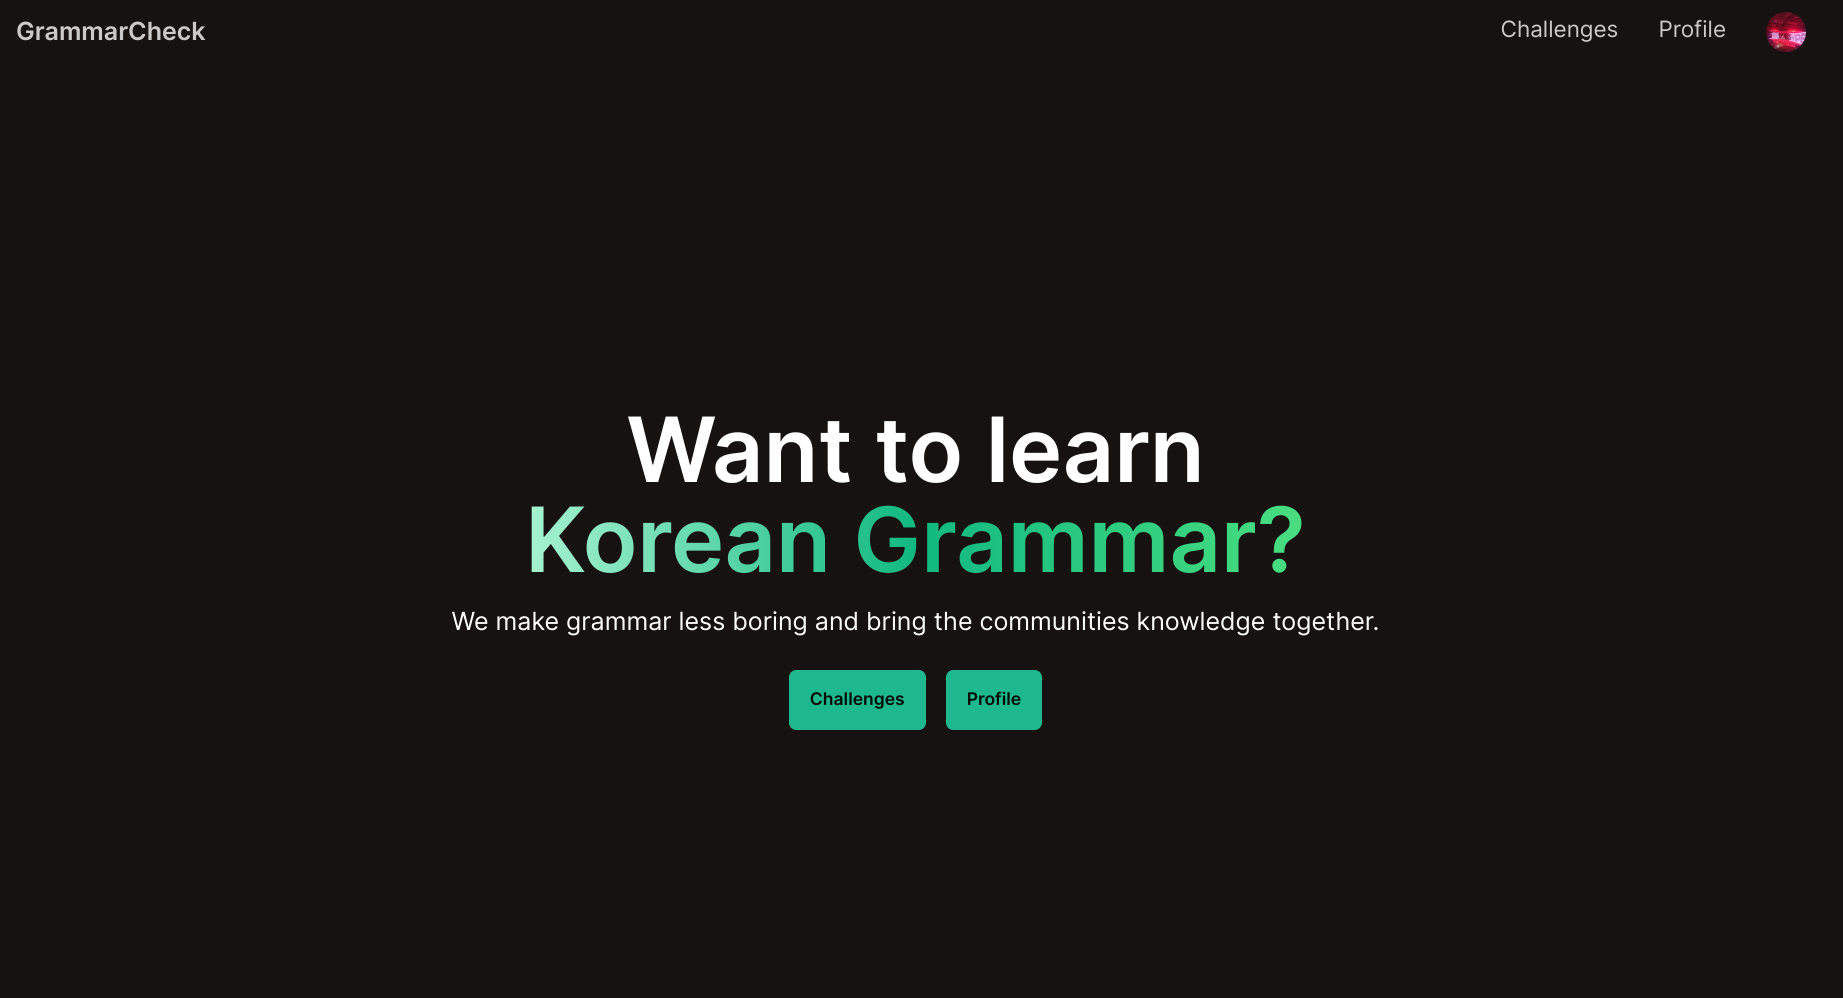 GrammarCheck
Challenges
Profile
Want to learn
Korean Grammar?
We make grammar less boring and bring the communities knowledge together.
Challenges
Profile